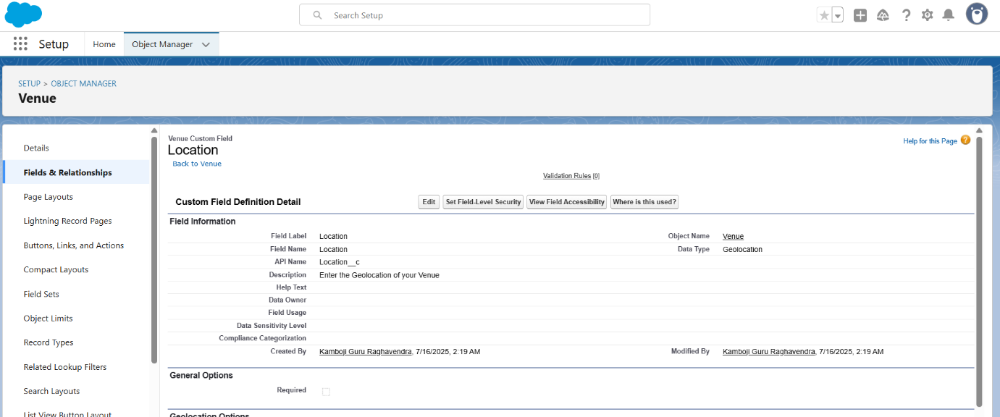 Search Setup
Setup
Home
Object Manager
SETUP > OBJECT MANAGER
Venue
Details
Fields & Relationships
Page Layouts
Lightning Record Pages
Buttons, Links, and Actions
Compact Layouts
Field Sets
Object Limits
Record Types
Related Lookup Filters
Search Layouts
List View Button Layout
Venue Custom Field
Location
Back to Venue
Help for this Page ?
Validation Rules [0]
Custom Field Definition Detail
Edit
Set Field-Level Security
View Field Accessibility
Where is this used?
Field Information
Field Label Location Object Name Venue
Field Name Location Data Type Geolocation
API Name Location__c
Description Enter the Geolocation of your Venue
Help Text
Data Owner
Field Usage
Data Sensitivity Level
Compliance Categorization
Created By Kamboji Guru Raghavendra, 7/16/2025, 2:19 AM Modified By Kamboji Guru Raghavendra, 7/16/2025, 2:19 AM
General Options
Required
Geolocation Options